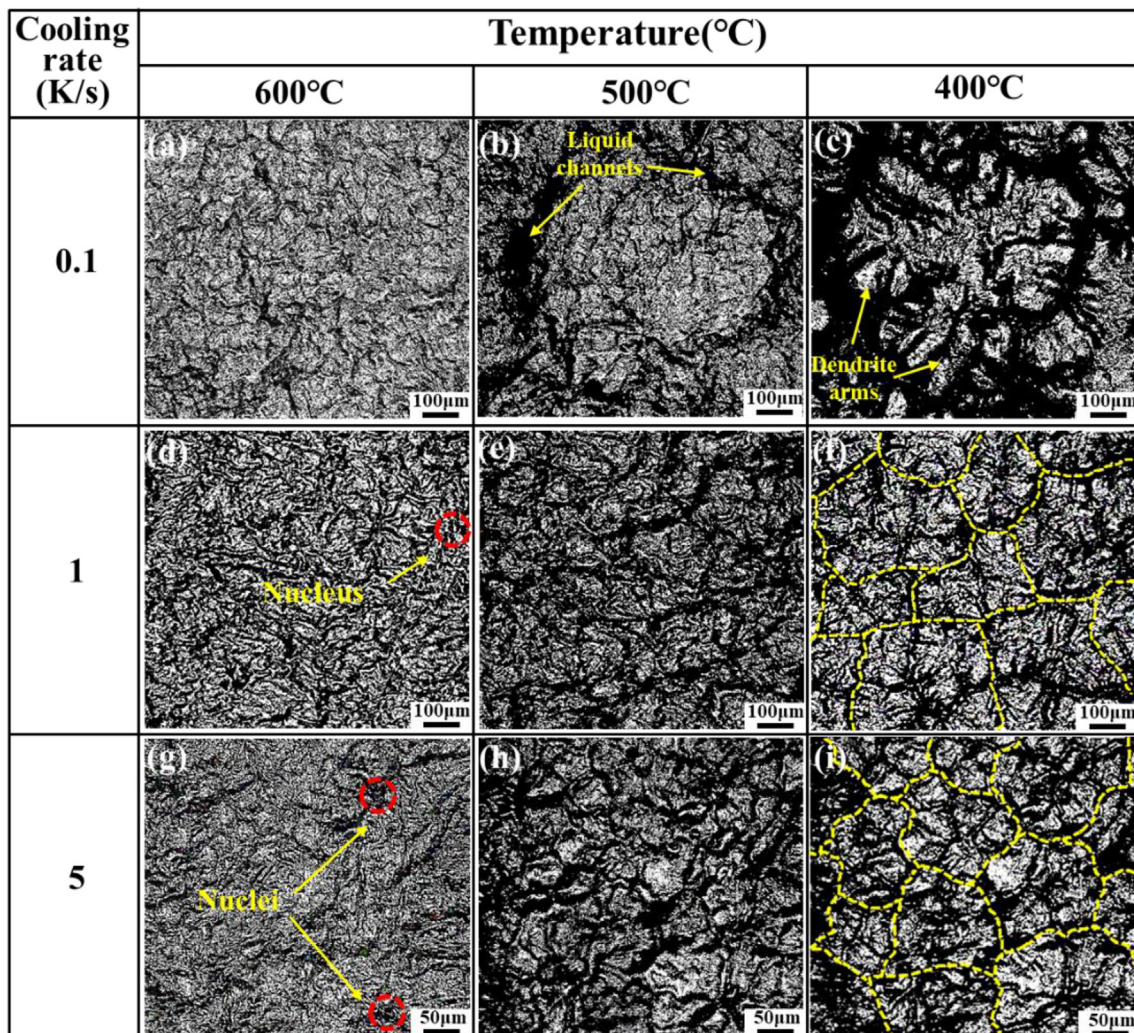 Cooling
rate
(K/s)
Temperature(°C)
600°C
500°C
400°C
0.1
(a)
100μm
(b)
Liquid
channels
100μm
(c)
Dendrite
arms
100μm
1
(d)
Nucleus
100μm
(e)
100μm
(f)
100μm
5
(g)
Nuclei
50μm
(h)
50μm
(i)
50μm